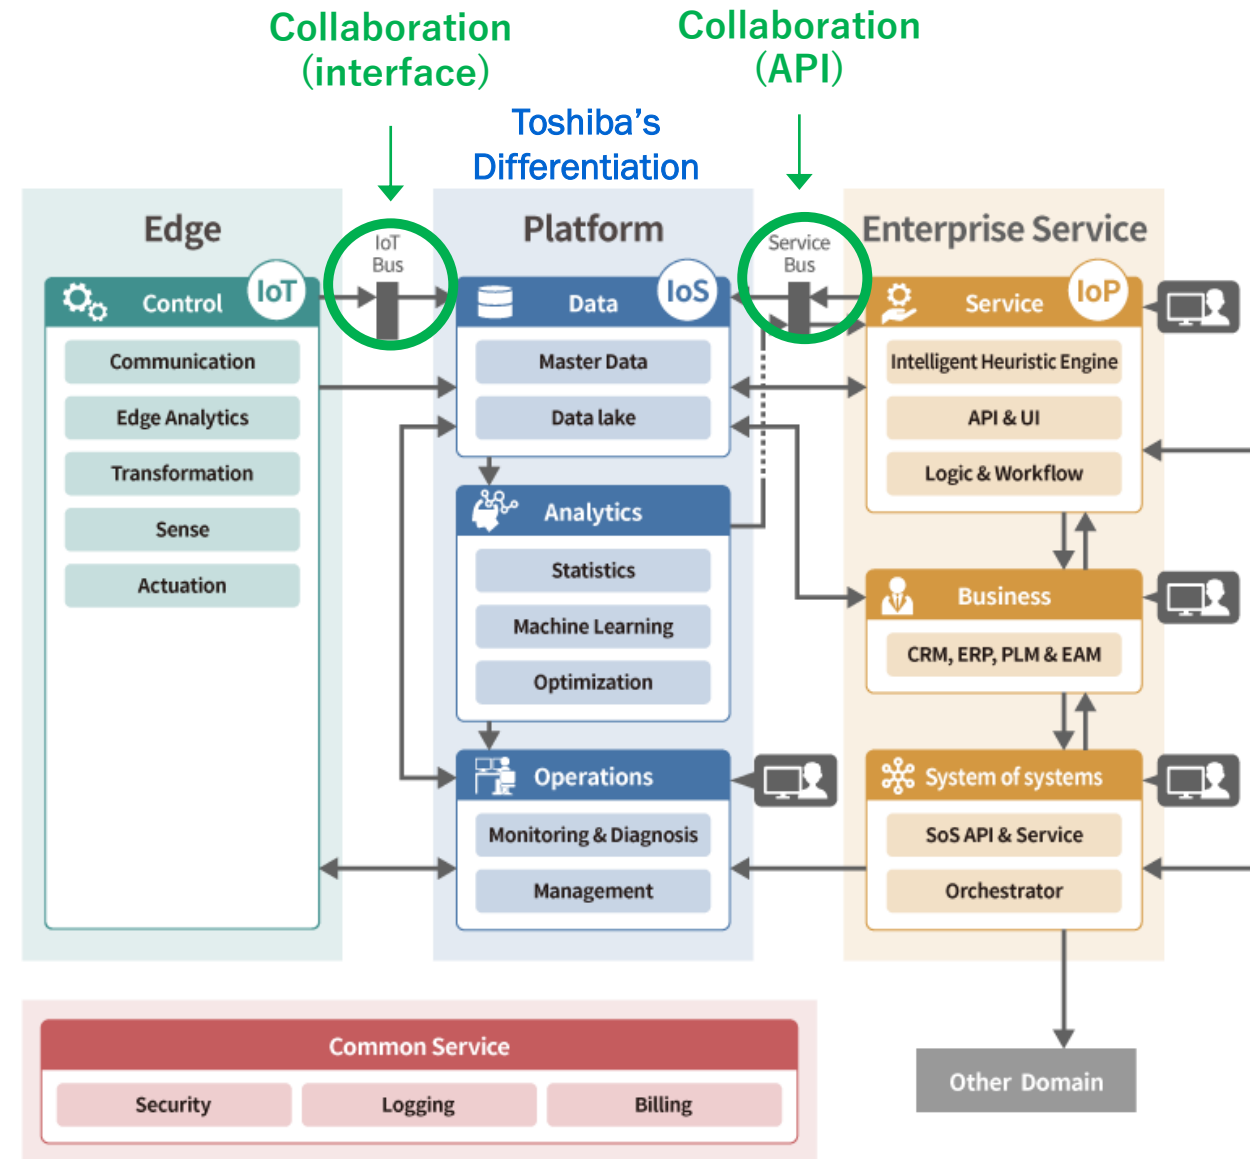 Collaboration
(interface)
Collaboration
(API)
Toshiba's
Differentiation
Edge
IoT
Bus
Platform
Service
Bus
Enterprise Service
Control
IoT
Communication
Edge Analytics
Transformation
Sense
Actuation
Data
IoS
Master Data
Data lake
Analytics
Statistics
Machine Learning
Optimization
Operations
Monitoring & Diagnosis
Management
Service
IoP
Intelligent Heuristic Engine
API & UI
Logic & Workflow
Business
CRM, ERP, PLM & EAM
System of systems
SoS API & Service
Orchestrator
Common Service
Security
Logging
Billing
Other Domain